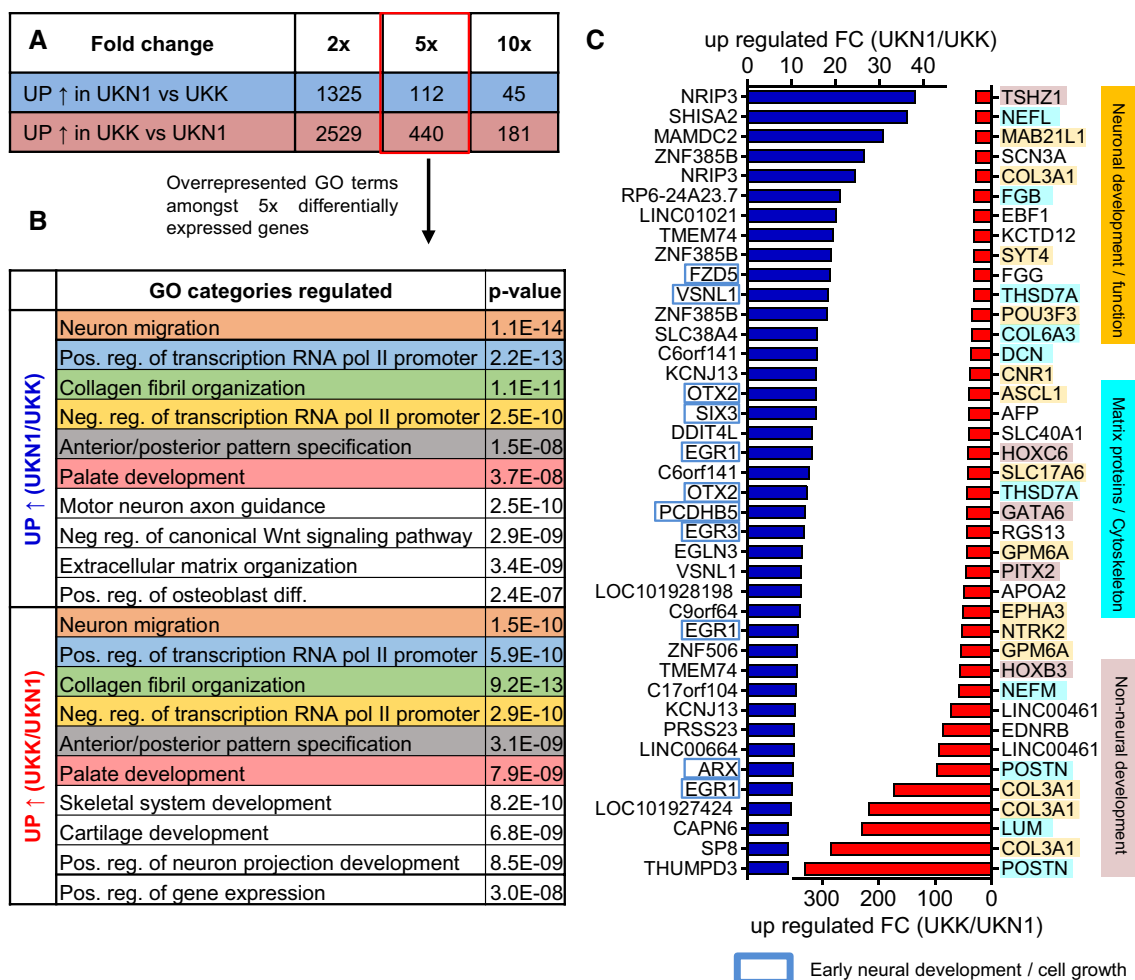 A
Fold change 2x 5x 10x
UP ↑ in UKN1 vs UKK 1325 112 45
UP ↑ in UKK vs UKN1 2529 440 181
Overrepresented GO terms
amongst 5x differentially
expressed genes
B
GO categories regulated p-value
UP ↑ (UKN1/UKK)
Neuron migration 1.1E-14
Pos. reg. of transcription RNA pol II promoter 2.2E-13
Collagen fibril organization 1.1E-11
Neg. reg. of transcription RNA pol II promoter 2.5E-10
Anterior/posterior pattern specification 1.5E-08
Palate development 3.7E-08
Motor neuron axon guidance 2.5E-10
Neg reg. of canonical Wnt signaling pathway 2.9E-09
Extracellular matrix organization 3.4E-09
Pos. reg. of osteoblast diff. 2.4E-07
UP ↑ (UKK/UKN1)
Neuron migration 1.5E-10
Pos. reg. of transcription RNA pol II promoter 5.9E-10
Collagen fibril organization 9.2E-13
Neg. reg. of transcription RNA pol II promoter 2.9E-10
Anterior/posterior pattern specification 3.1E-09
Palate development 7.9E-09
Skeletal system development 8.2E-10
Cartilage development 6.8E-09
Pos. reg. of neuron projection development 8.5E-09
Pos. reg. of gene expression 3.0E-08
C
up regulated FC (UKN1/UKK)
0 10 20 30 40
NRIP3 TSHZ1
SHISA2 NEFL
MAMDC2 MAB21L1
ZNF385B SCN3A
NRIP3 COL3A1
RP6-24A23.7 FGB
LINC01021 EBF1
TMEM74 KCTD12
ZNF385B SYT4
FZD5 FGG
VSNL1 THSD7A
ZNF385B POU3F3
SLC38A4 COL6A3
C6orf141 DCN
KCNJ13 CNR1
OTX2 ASCL1
SIX3 AFP
DDIT4L SLC40A1
EGR1 HOXC6
C6orf141 SLC17A6
OTX2 THSD7A
PCDHB5 GATA6
EGR3 RGS13
EGLN3 GPM6A
VSNL1 PITX2
LOC101928198 APOA2
C9orf64 EPHA3
EGR1 NTRK2
ZNF506 GPM6A
TMEM74 HOXB3
C17orf104 NEFM
KCNJ13 LINC00461
PRSS23 EDNRB
LINC00664 LINC00461
ARX POSTN
EGR1 COL3A1
LOC101927424 COL3A1
CAPN6 LUM
SP8 COL3A1
THUMPD3 POSTN
300 200 100 0
up regulated FC (UKK/UKN1)
Neuronal development / function
Matrix proteins / Cytoskeleton
Non-neural development
Early neural development / cell growth